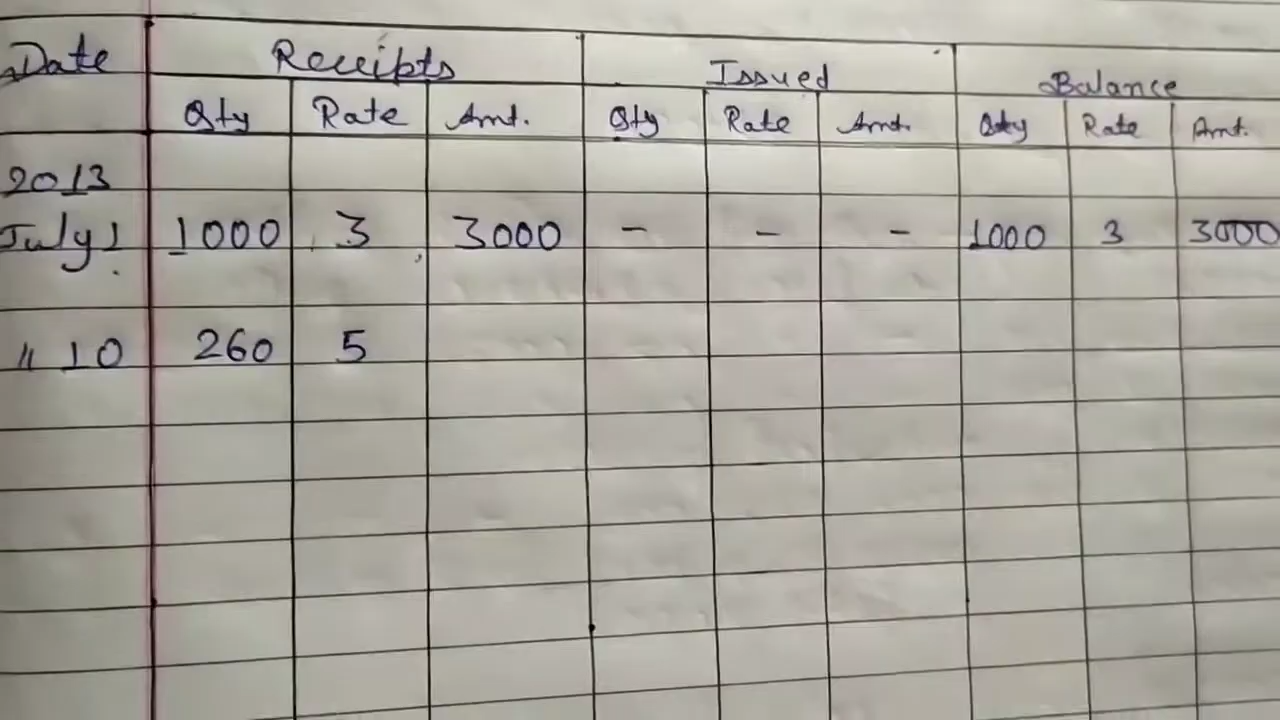 Date Receipts Issued Balance
Qty Rate Amt. Qty Rate Amt. Qty Rate Amt.
2013
July 1 1000 3 3000 - - - 1000 3 3000
" 10 260 5